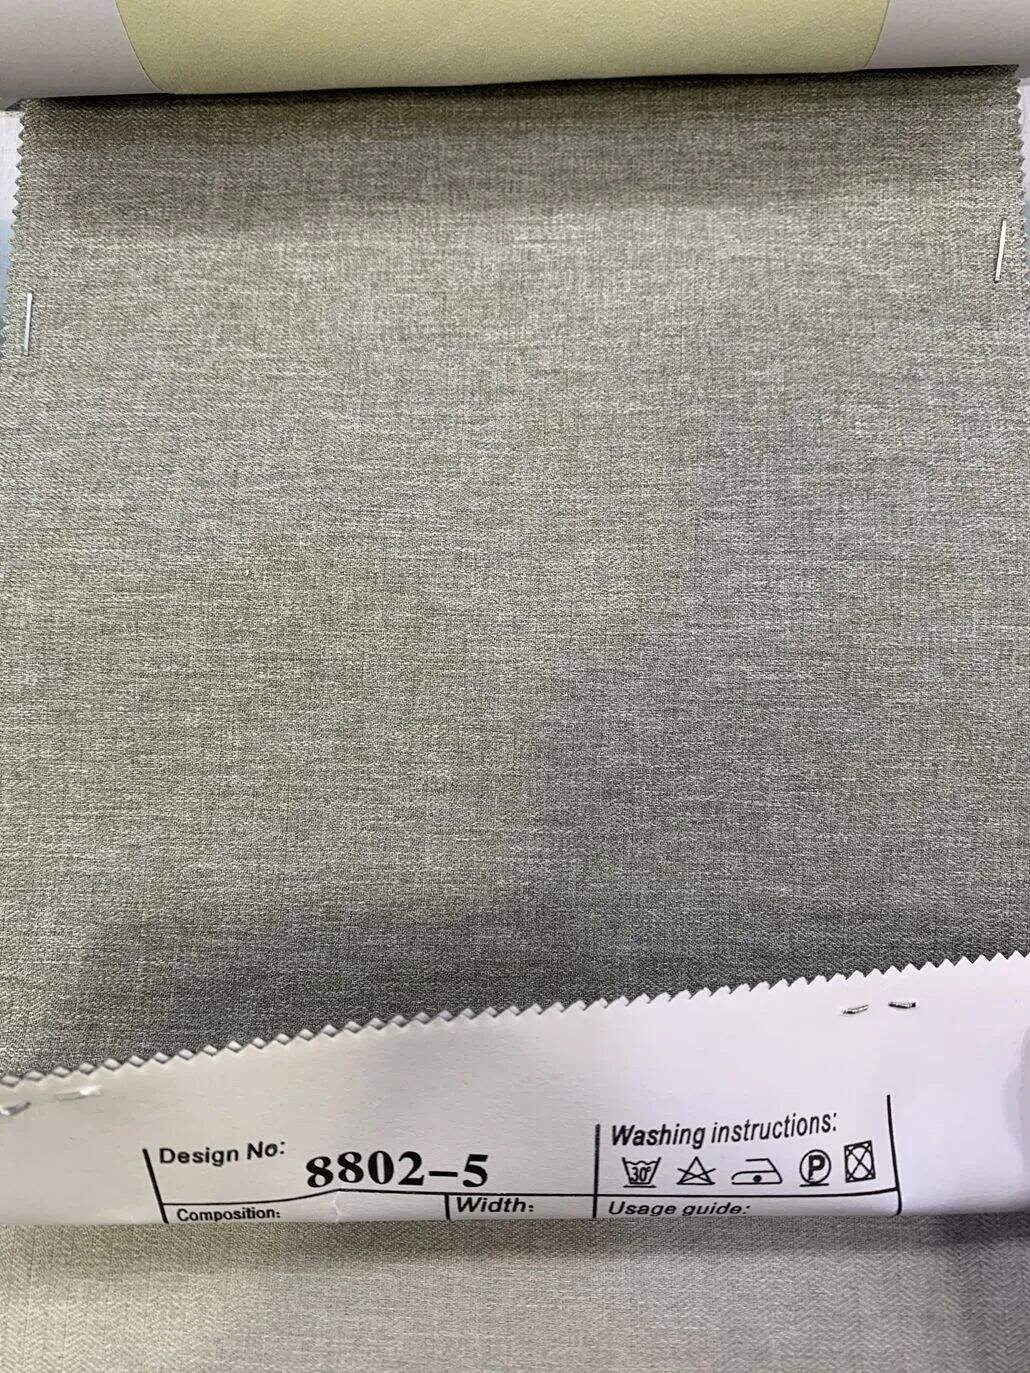 Design No: 8802-5
Washing instructions:
30° P
Composition:
Width:
Usage guide: